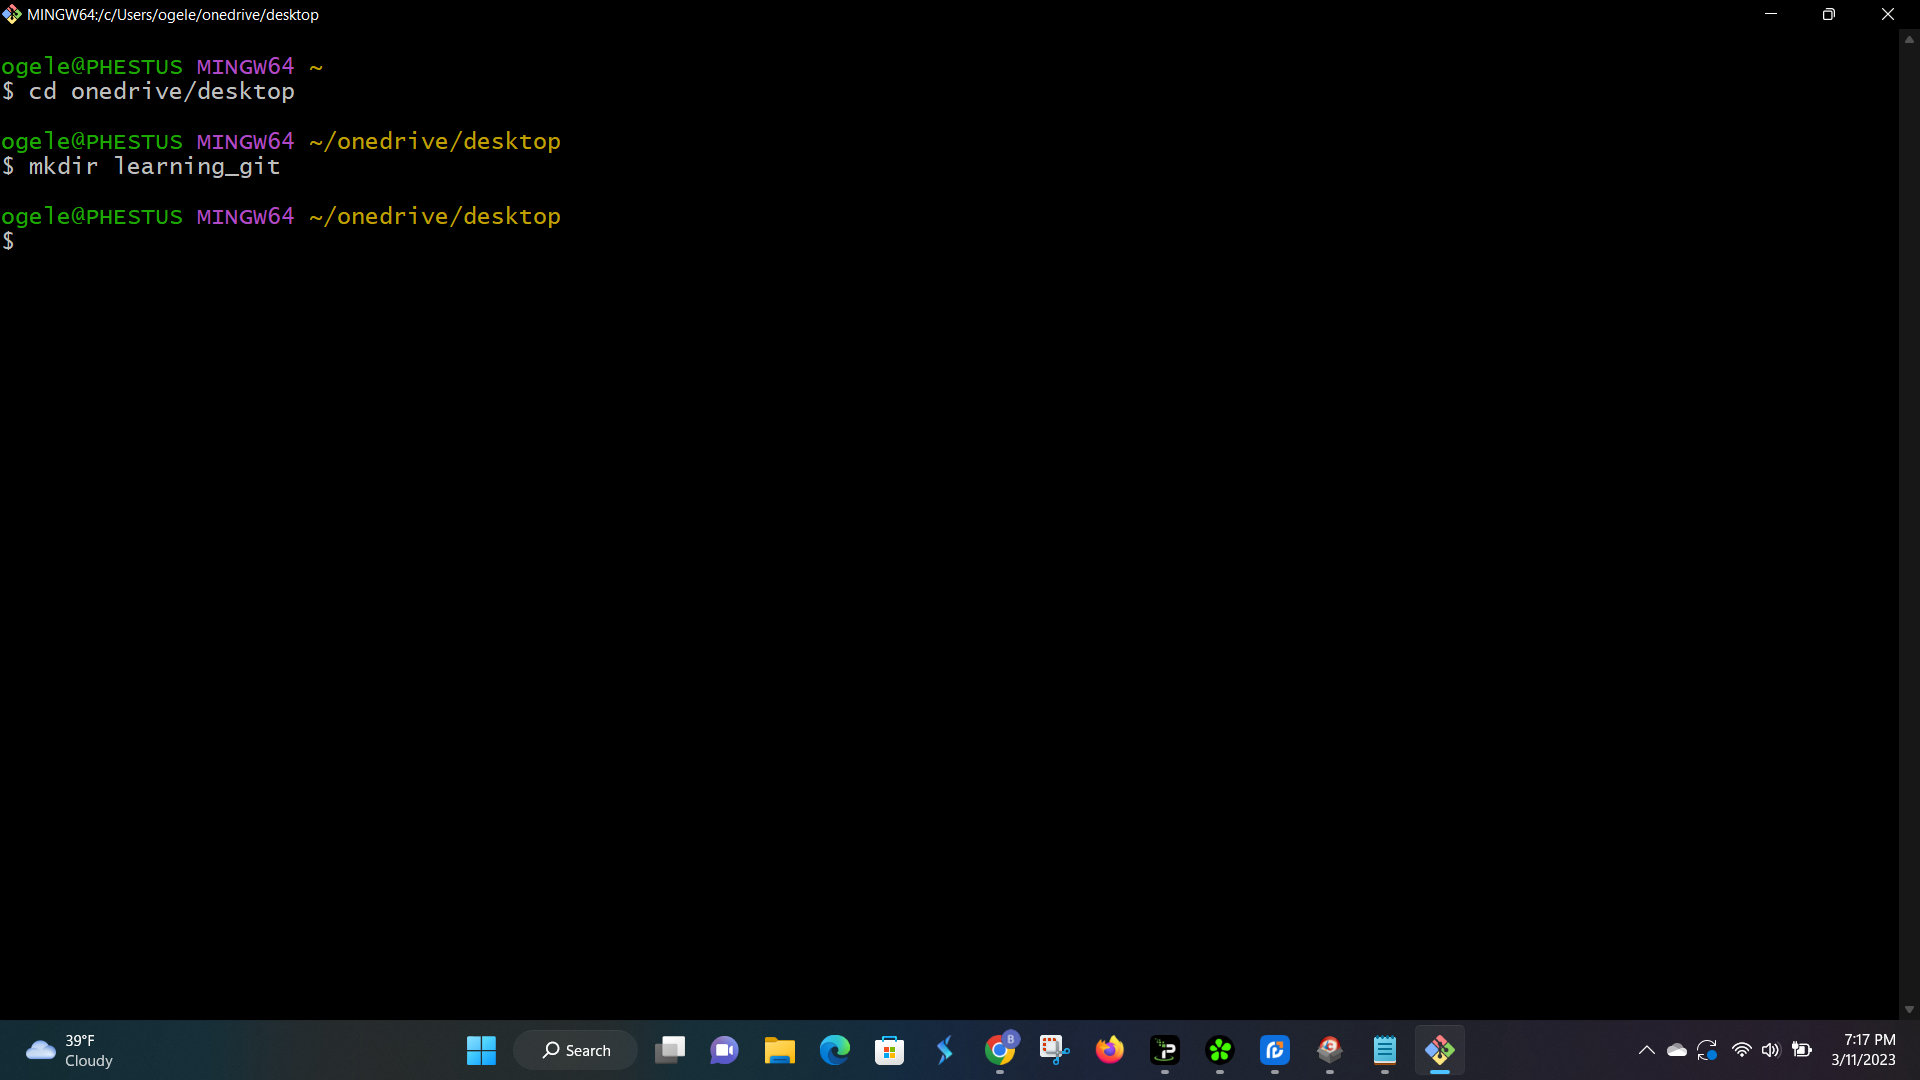 MINGW64:/c/Users/ogele/onedrive/desktop
ogele@PHESTUS MINGW64 ~
$ cd onedrive/desktop
ogele@PHESTUS MINGW64 ~/onedrive/desktop
$ mkdir learning_git
ogele@PHESTUS MINGW64 ~/onedrive/desktop
$
39°F
Cloudy
Search
B
7:17 PM
3/11/2023